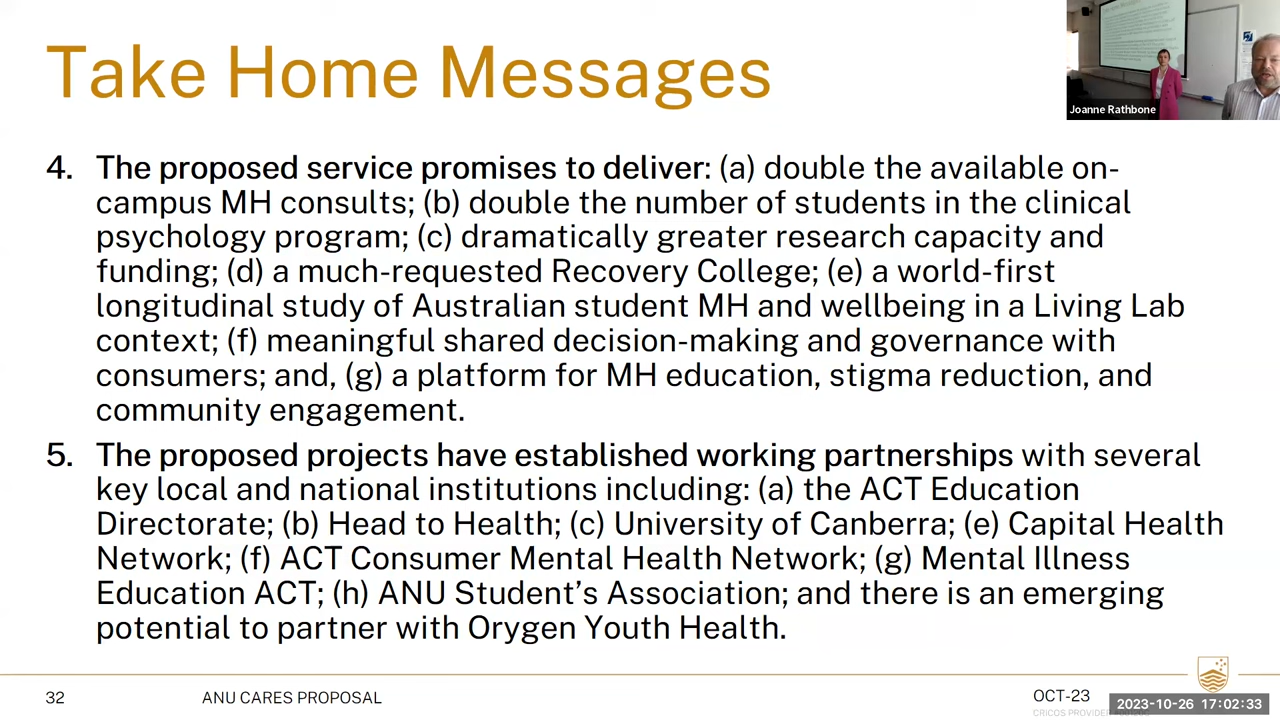 Take Home Messages
Joanne Rathbone
4. The proposed service promises to deliver: (a) double the available on-
campus MH consults; (b) double the number of students in the clinical
psychology program; (c) dramatically greater research capacity and
funding; (d) a much-requested Recovery College; (e) a world-first
longitudinal study of Australian student MH and wellbeing in a Living Lab
context; (f) meaningful shared decision-making and governance with
consumers; and, (g) a platform for MH education, stigma reduction, and
community engagement.
5. The proposed projects have established working partnerships with several
key local and national institutions including: (a) the ACT Education
Directorate; (b) Head to Health; (c) University of Canberra; (e) Capital Health
Network; (f) ACT Consumer Mental Health Network; (g) Mental Illness
Education ACT; (h) ANU Student’s Association; and there is an emerging
potential to partner with Orygen Youth Health.
32 ANU CARES PROPOSAL OCT-23
CRICOS PROVIDER
2023-10-26 17:02:33